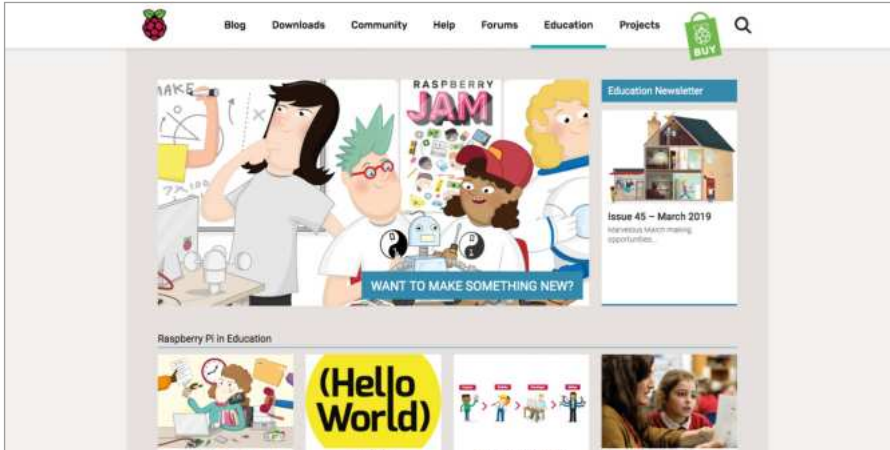 Blog Downloads Community Help Forums Education Projects
BUY
MAKE
RASPBERRY
JAM
Education Newsletter
Issue 45 – March 2019
Marvellous March making
opportunities...
WANT TO MAKE SOMETHING NEW?
Raspberry Pi in Education
(Hello
World)